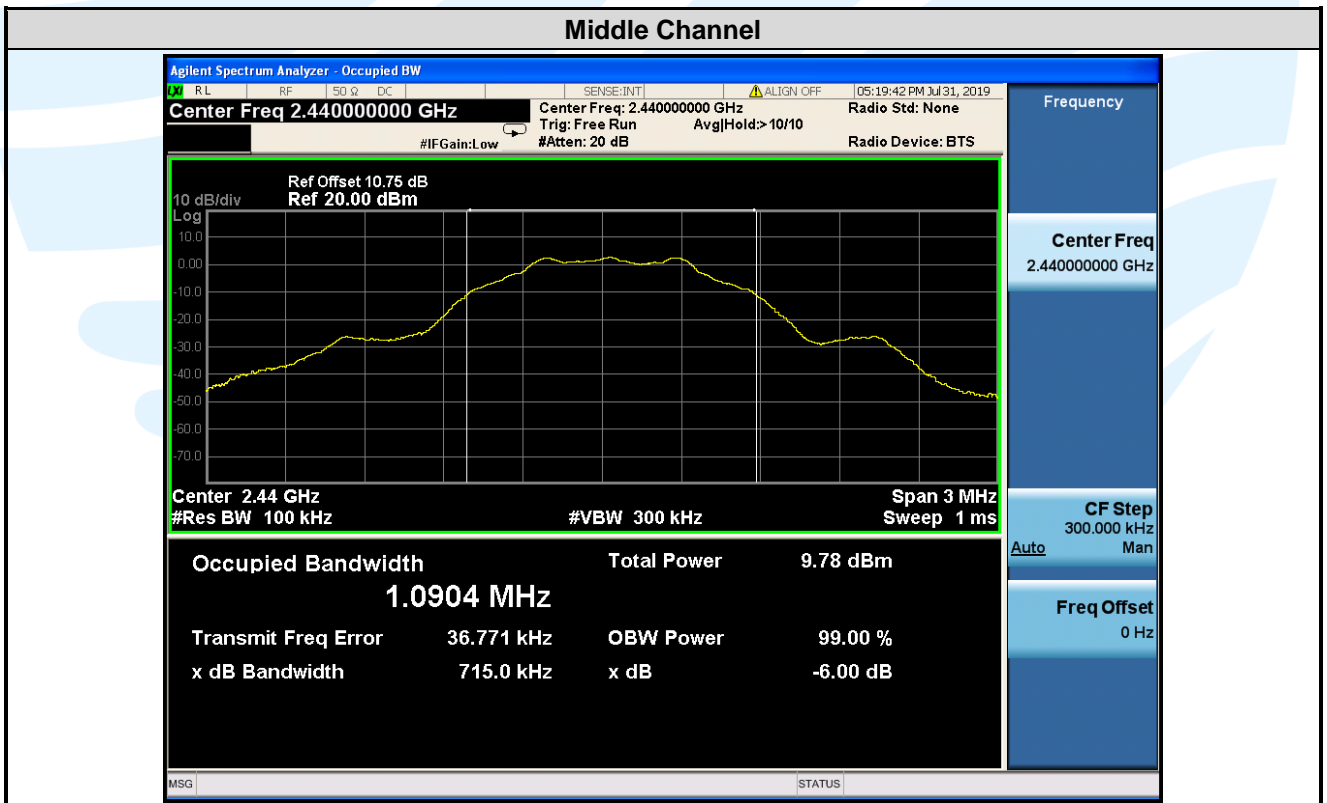 Middle Channel
Agilent Spectrum Analyzer - Occupied BW
LXI RL RF 50 Ω DC SENSE:INT ALIGN OFF 05:19:42 PM Jul 31, 2019
Center Freq 2.440000000 GHz
#IFGain:Low
Center Freq: 2.440000000 GHz
Trig: Free Run Avg|Hold:>10/10
#Atten: 20 dB
Radio Std: None
Radio Device: BTS
Ref Offset 10.75 dB
10 dB/div Ref 20.00 dBm
Log
10.0
0.00
-10.0
-20.0
-30.0
-40.0
-50.0
-60.0
-70.0
Center 2.44 GHz Span 3 MHz
#Res BW 100 kHz #VBW 300 kHz Sweep 1 ms
Occupied Bandwidth Total Power 9.78 dBm
1.0904 MHz
Transmit Freq Error 36.771 kHz OBW Power 99.00 %
x dB Bandwidth 715.0 kHz x dB -6.00 dB
Frequency
Center Freq
2.440000000 GHz
CF Step
300.000 kHz
Auto Man
Freq Offset
0 Hz
MSG STATUS